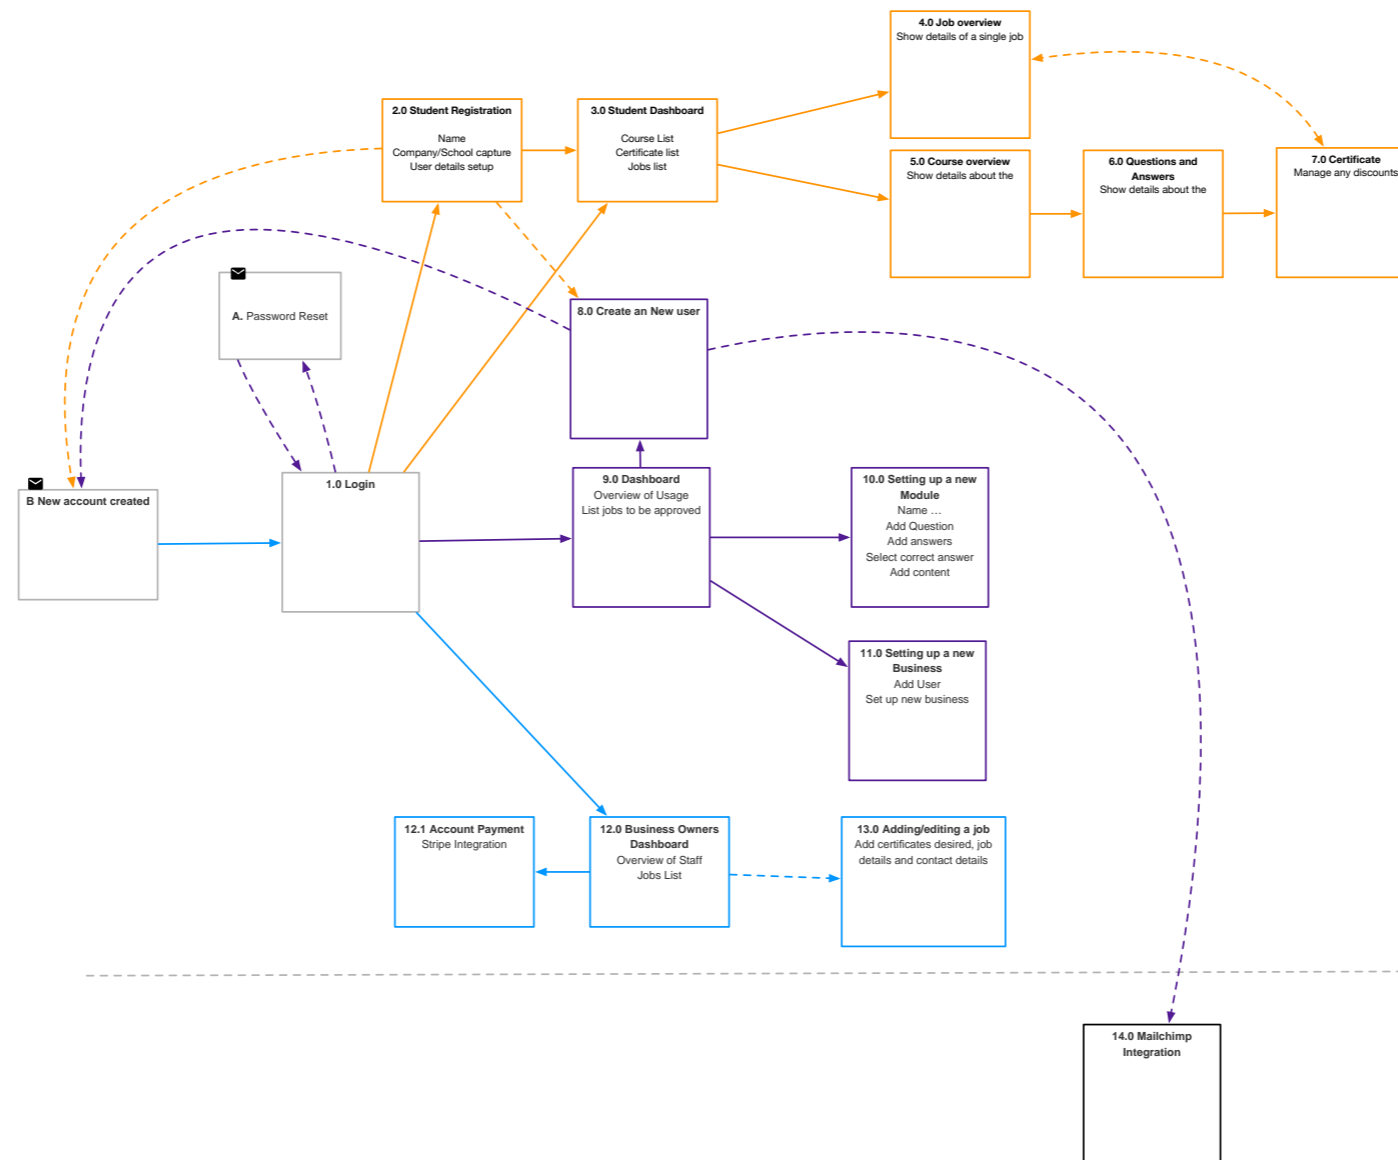 4.0 Job overview
Show details of a single job
2.0 Student Registration
Name
Company/School capture
User details setup
3.0 Student Dashboard
Course List
Certificate list
Jobs list
5.0 Course overview
Show details about the
6.0 Questions and
Answers
Show details about the
7.0 Certificate
Manage any discounts
A. Password Reset
8.0 Create an New user
B New account created
1.0 Login
9.0 Dashboard
Overview of Usage
List jobs to be approved
10.0 Setting up a new
Module
Name ...
Add Question
Add answers
Select correct answer
Add content
11.0 Setting up a new
Business
Add User
Set up new business
12.1 Account Payment
Stripe Integration
12.0 Business Owners
Dashboard
Overview of Staff
Jobs List
13.0 Adding/editing a job
Add certificates desired, job
details and contact details
14.0 Mailchimp
Integration